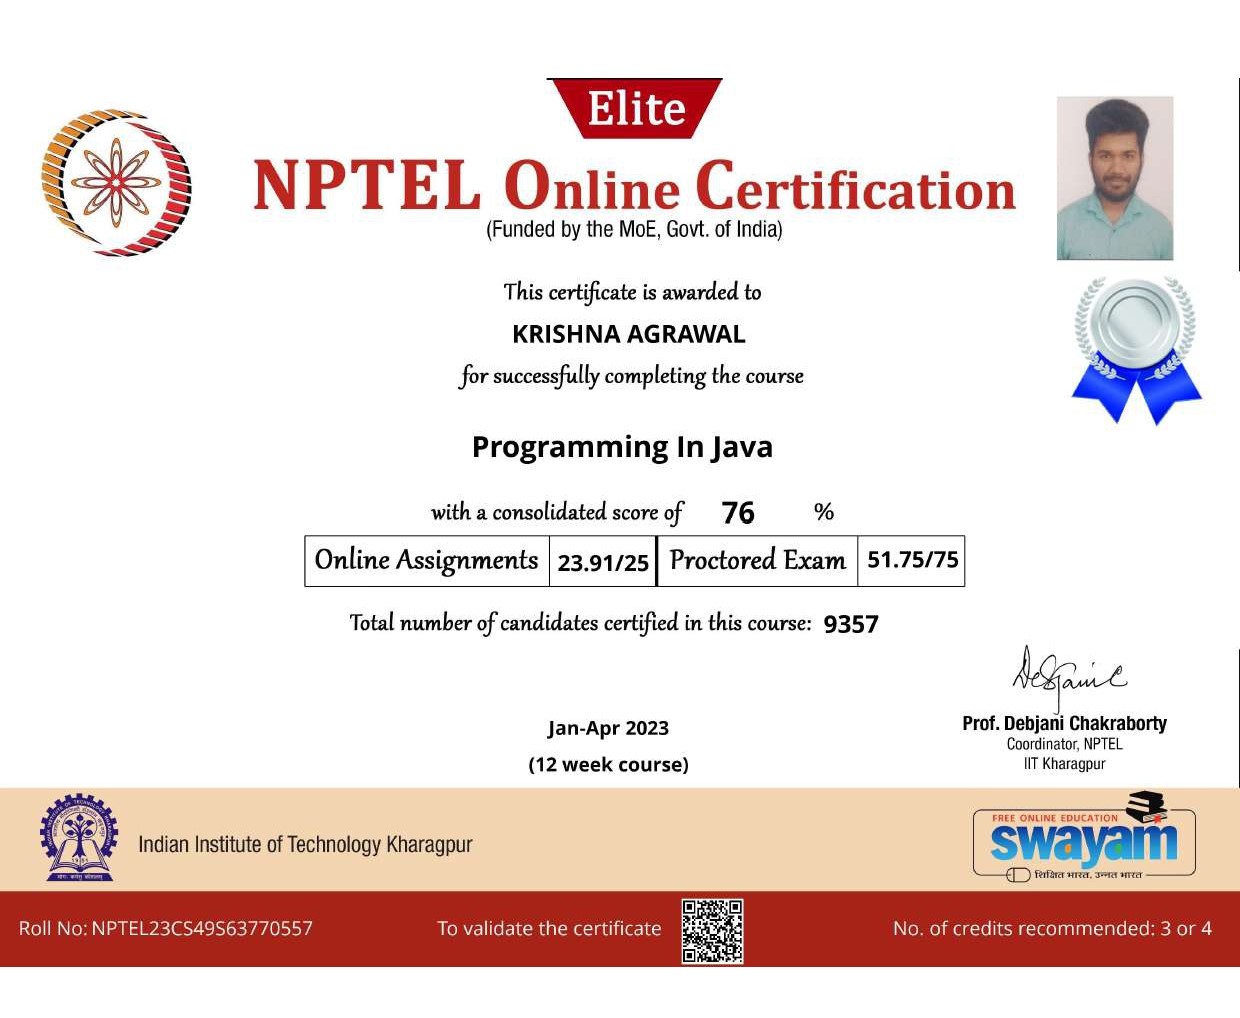 Elite
NPTEL Online Certification
(Funded by the MoE, Govt. of India)
This certificate is awarded to
KRISHNA AGRAWAL
for successfully completing the course
Programming In Java
with a consolidated score of 76 %
Online Assignments 23.91/25 Proctored Exam 51.75/75
Total number of candidates certified in this course: 9357
Jan-Apr 2023
(12 week course)
Prof. Debjani Chakraborty
Coordinator, NPTEL
IIT Kharagpur
Indian Institute of Technology Kharagpur
FREE ONLINE EDUCATION
swayam
शिक्षित भारत, उन्नत भारत
Roll No: NPTEL23CS49S63770557 To validate the certificate No. of credits recommended: 3 or 4